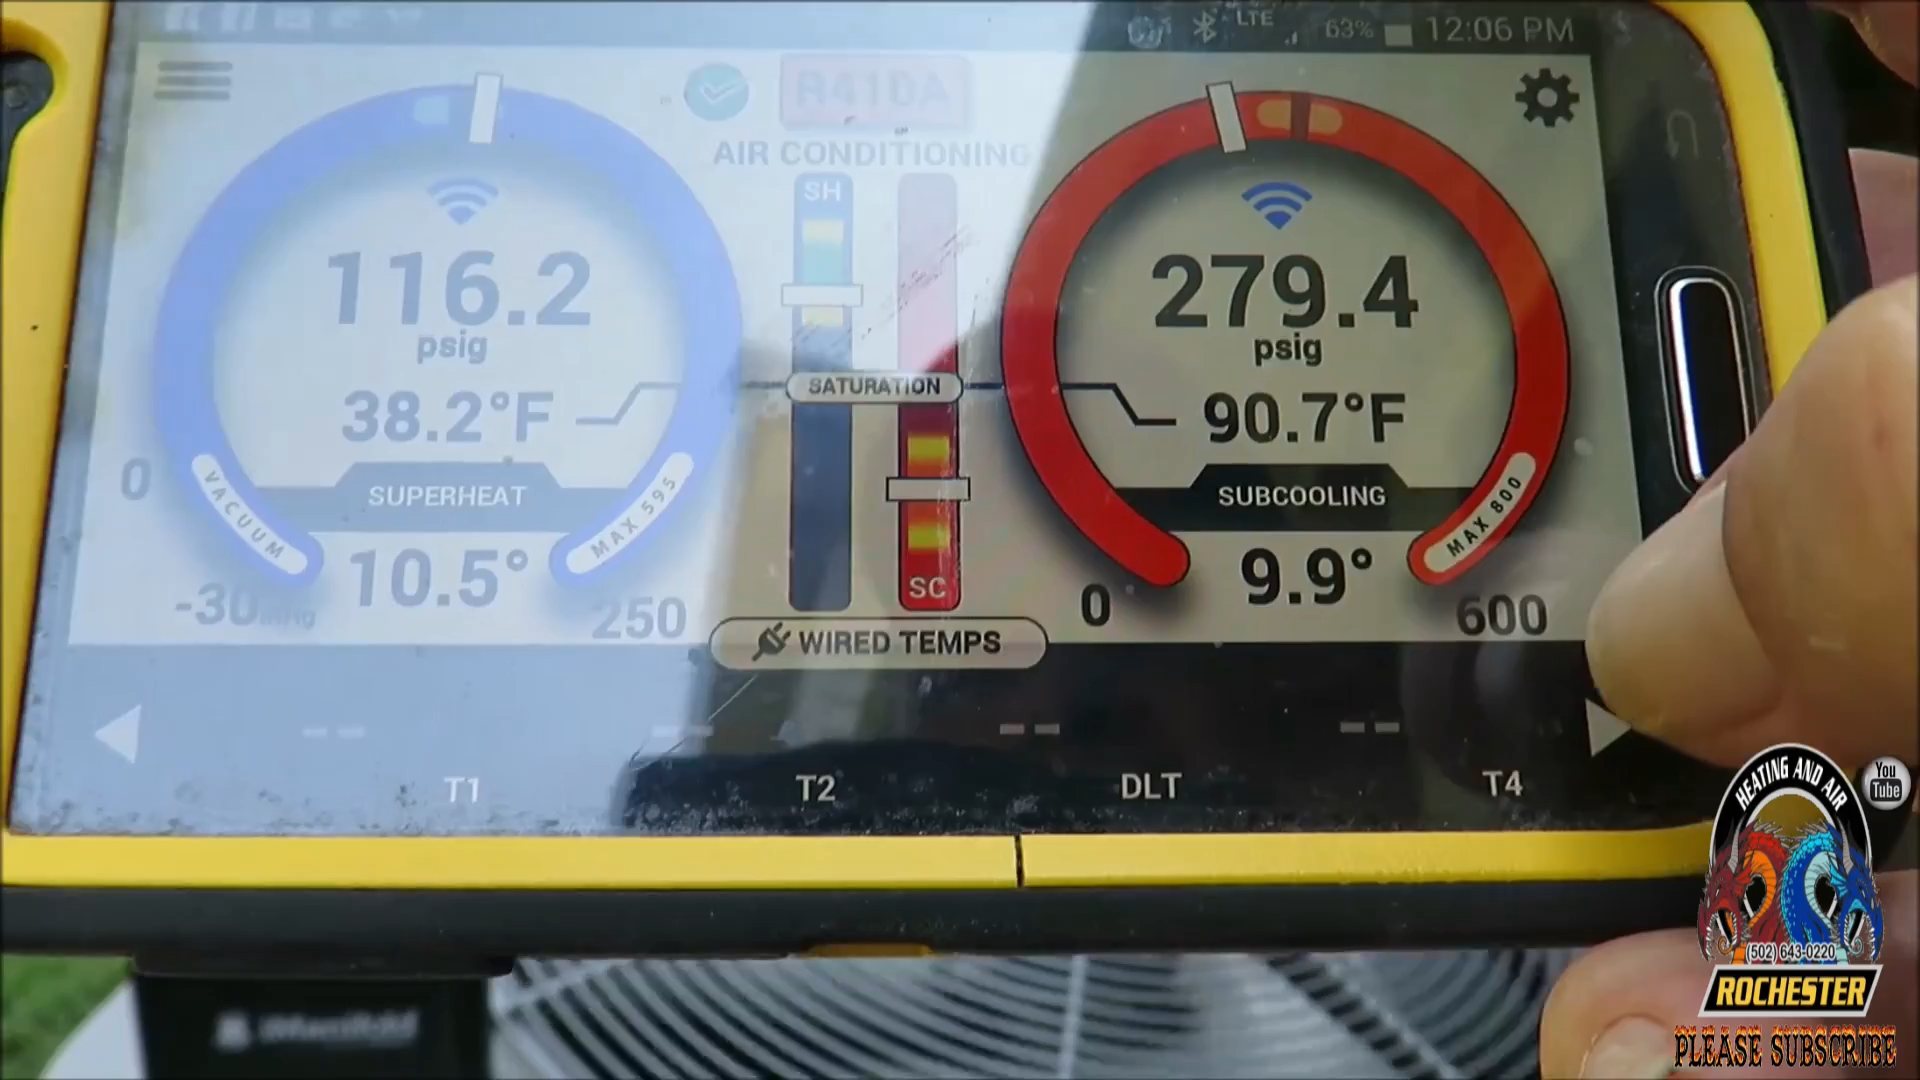 LTE 63% 12:06 PM
R410A
AIR CONDITIONING
SH
116.2
psig
38.2°F
SUPERHEAT
10.5°
0
VACUUM
-30
MAX 595
250
SATURATION
SC
279.4
psig
90.7°F
SUBCOOLING
9.9°
0
MAX 800
600
WIRED TEMPS
-- -- -- --
T1 T2 DLT T4
iManifold
You
Tube
HEATING AND AIR
(502) 643-0220
ROCHESTER
PLEASE SUBSCRIBE